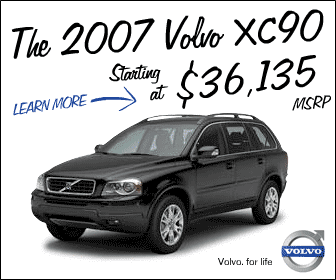 The 2007 Volvo XC90
Starting at $36,135
MSRP
LEARN MORE
Volvo. for life
VOLVO